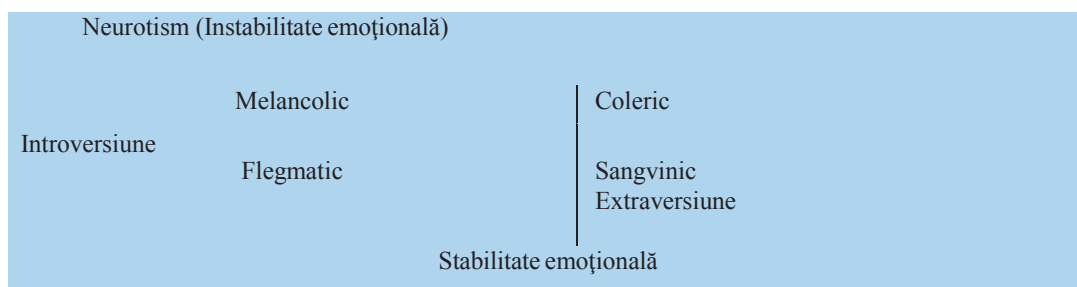 Neurotism (Instabilitate emoţională)
Melancolic Coleric
Introversiune
Flegmatic Sangvinic
Extraversiune
Stabilitate emoţională